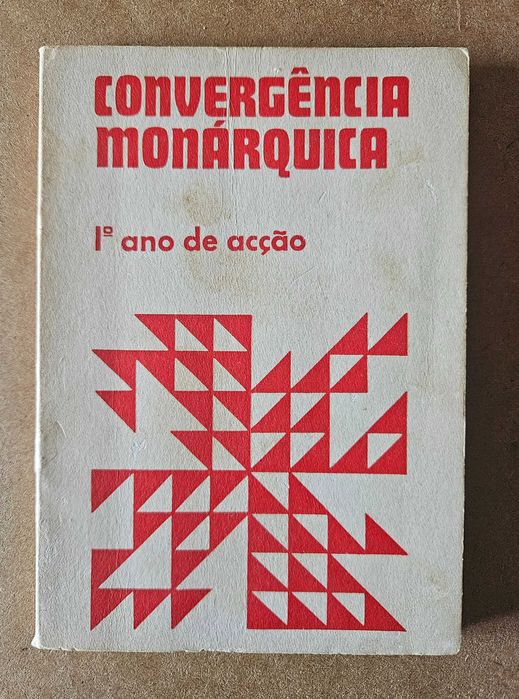 CONVERGÊNCIA
MONÁRQUICA
1º ano de acção